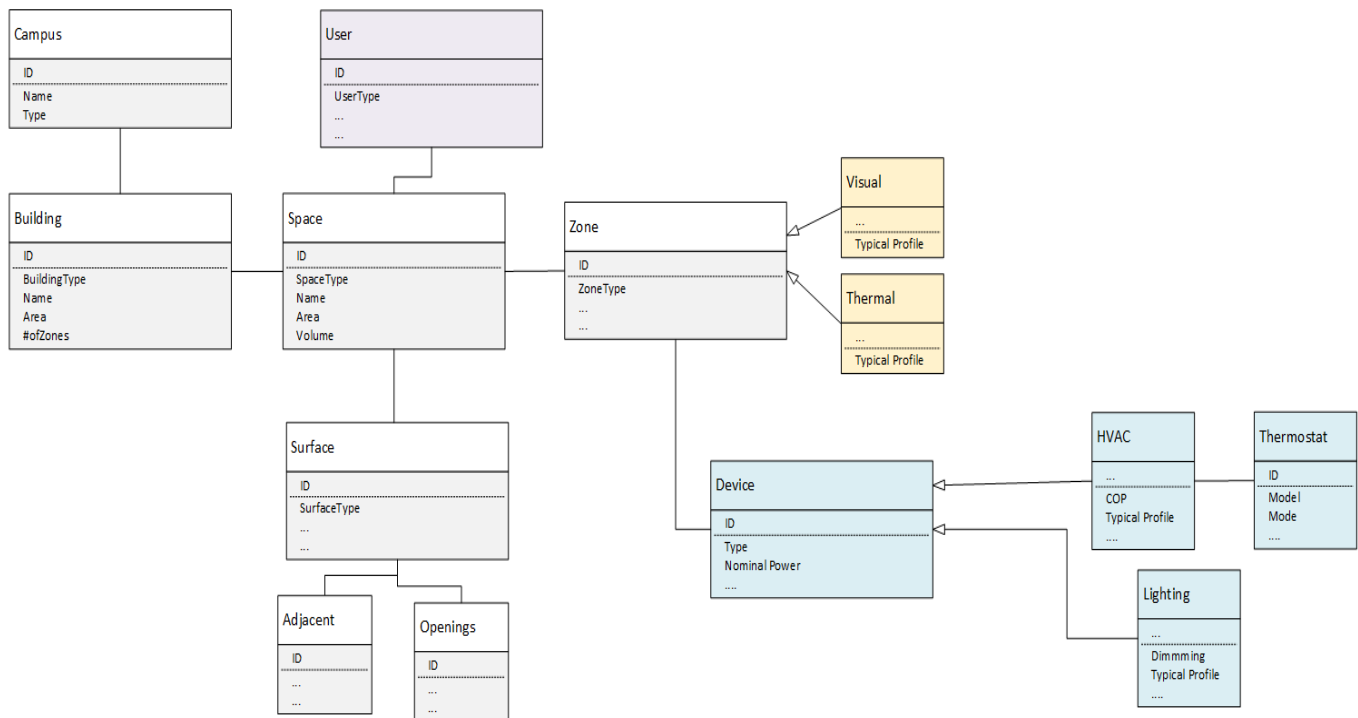 Campus
ID
Name
Type
User
ID
UserType
...
...
Building
ID
BuildingType
Name
Area
#ofZones
Space
ID
SpaceType
Name
Area
Volume
Zone
ID
ZoneType
...
...
Visual
...
Typical Profile
Thermal
...
Typical Profile
Surface
ID
SurfaceType
...
...
Adjacent
ID
...
...
Openings
ID
...
...
Device
ID
Type
Nominal Power
....
HVAC
...
COP
Typical Profile
....
Thermostat
ID
Model
Mode
....
Lighting
...
Dimmming
Typical Profile
....